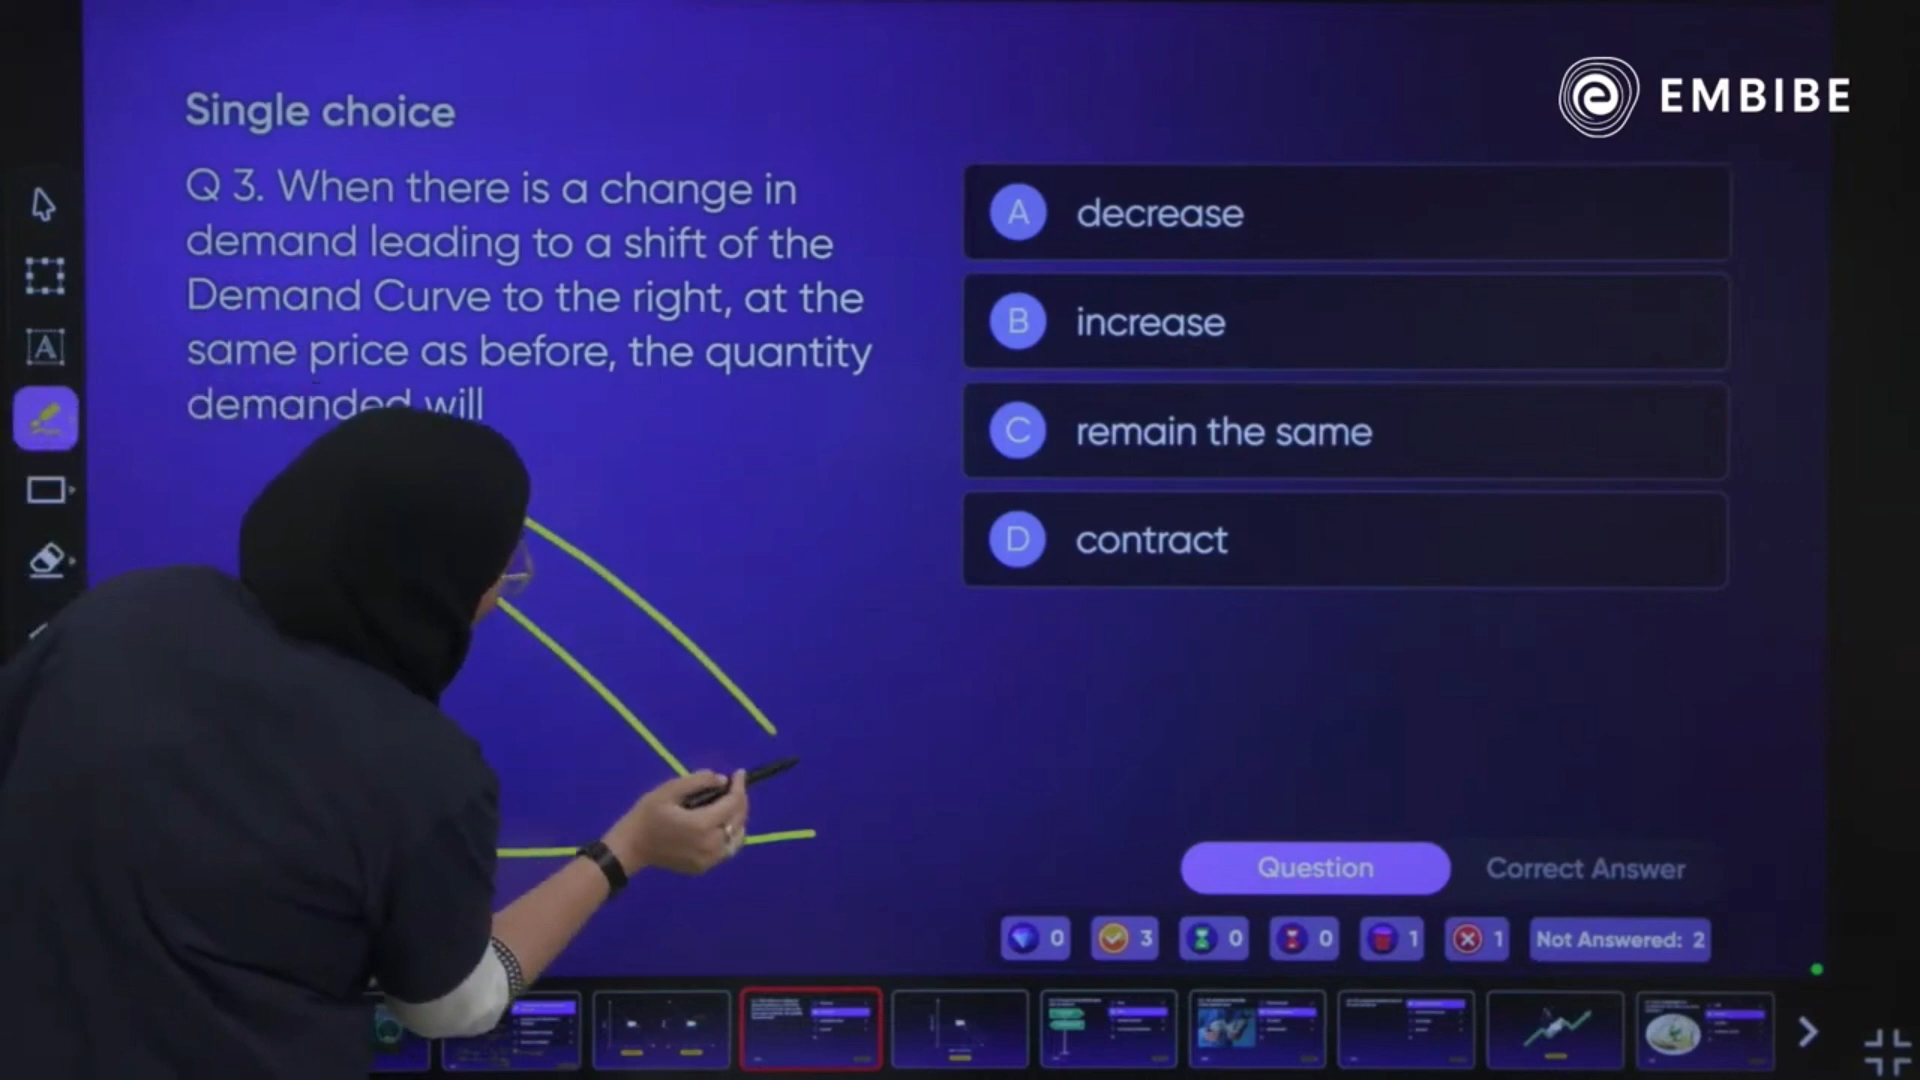 EMBIBE
Single choice
Q 3. When there is a change in
demand leading to a shift of the
Demand Curve to the right, at the
same price as before, the quantity
demanded will
A decrease
B increase
C remain the same
D contract
Question
Correct Answer
0
3
0
0
1
1
Not Answered: 2